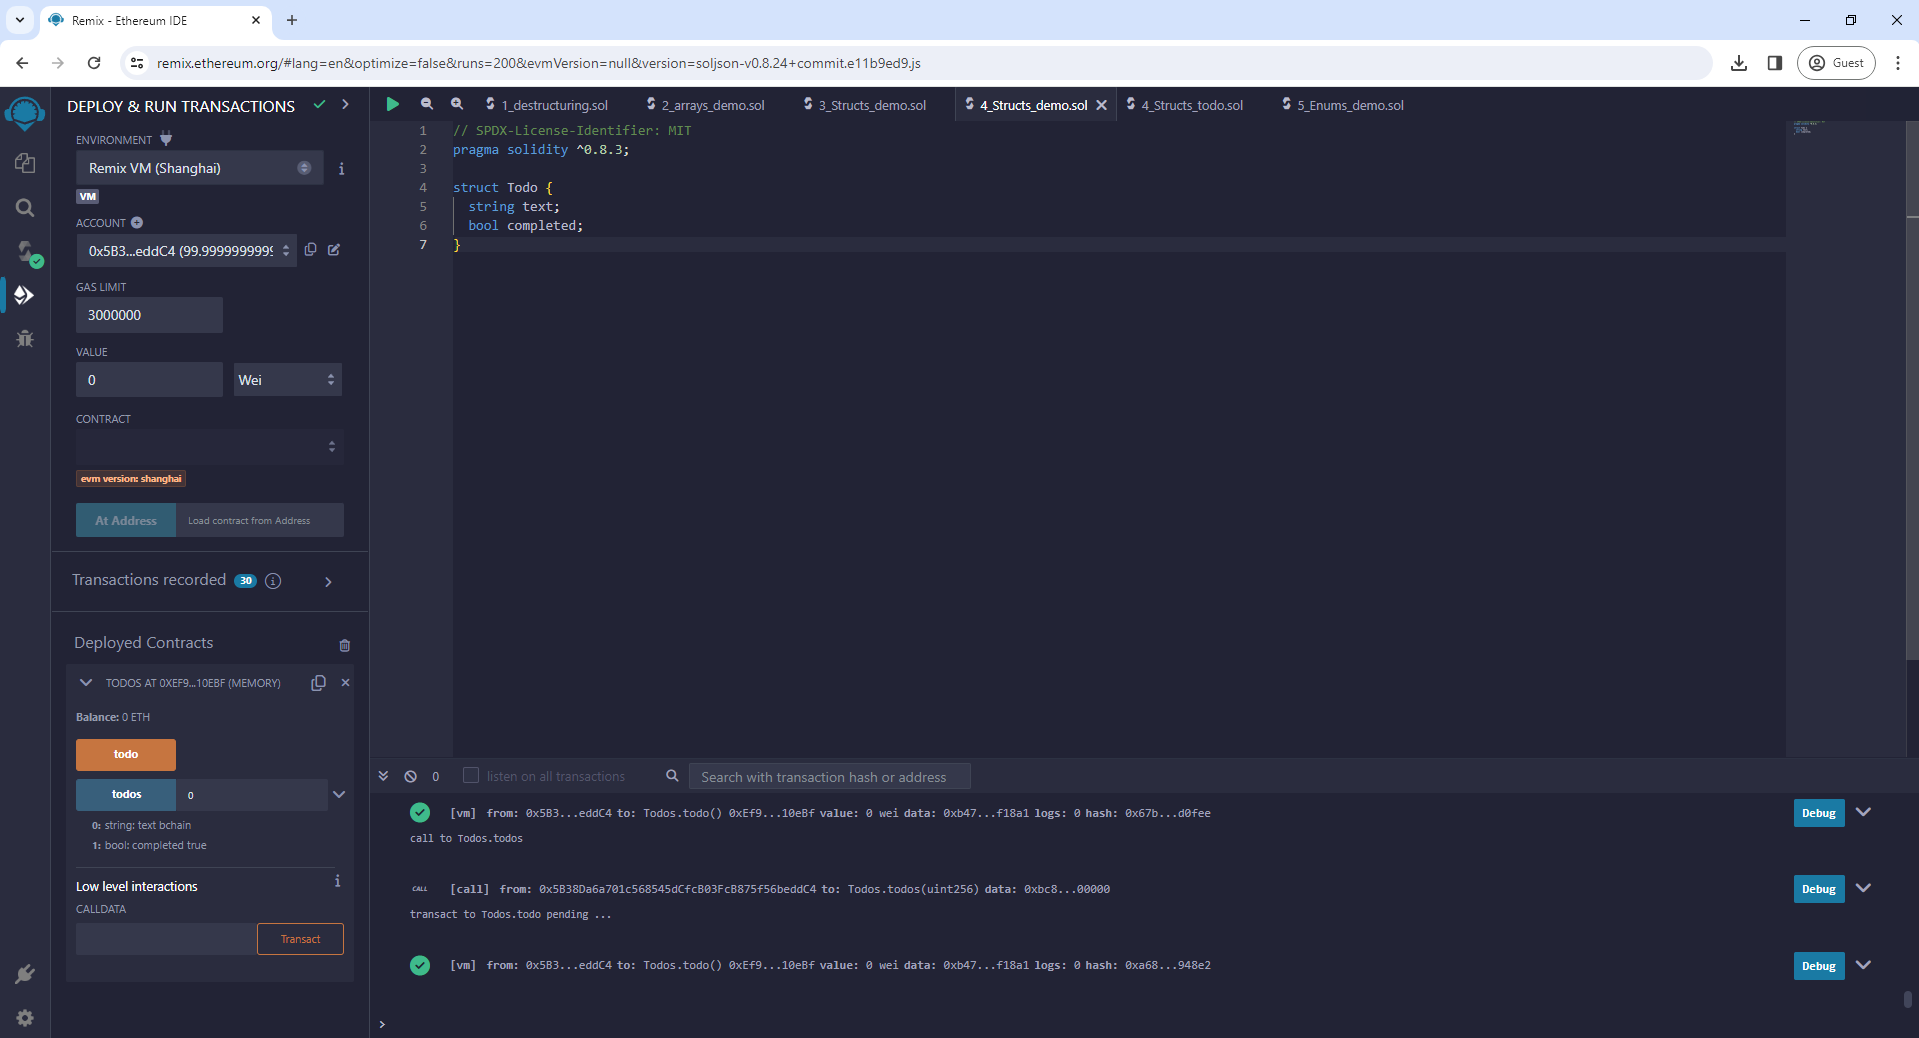 Remix - Ethereum IDE
remix.ethereum.org/#lang=en&optimize=false&runs=200&evmVersion=null&version=soljson-v0.8.24+commit.e11b9ed9.js
Guest
DEPLOY & RUN TRANSACTIONS
ENVIRONMENT
Remix VM (Shanghai)
VM
ACCOUNT
0x5B3...eddC4 (99.9999999999
GAS LIMIT
3000000
VALUE
0
Wei
CONTRACT
evm version: shanghai
At Address
Load contract from Address
Transactions recorded 30
Deployed Contracts
TODOS AT 0XEF9...10EBF (MEMORY)
Balance: 0 ETH
todo
todos
0
0: string: text bchain
1: bool: completed true
Low level interactions
CALLDATA
Transact
1_destructuring.sol
2_arrays_demo.sol
3_Structs_demo.sol
4_Structs_demo.sol
4_Structs_todo.sol
5_Enums_demo.sol
1 // SPDX-License-Identifier: MIT
2 pragma solidity ^0.8.3;
3
4 struct Todo {
5 string text;
6 bool completed;
7 }
0
listen on all transactions
Search with transaction hash or address
[vm] from: 0x5B3...eddC4 to: Todos.todo() 0xEf9...10eBf value: 0 wei data: 0xb47...f18a1 logs: 0 hash: 0x67b...d0fee
Debug
call to Todos.todos
CALL [call] from: 0x5B38Da6a701c568545dCfcB03FcB875f56beddC4 to: Todos.todos(uint256) data: 0xbc8...00000
Debug
transact to Todos.todo pending ...
[vm] from: 0x5B3...eddC4 to: Todos.todo() 0xEf9...10eBf value: 0 wei data: 0xb47...f18a1 logs: 0 hash: 0xa68...948e2
Debug
>